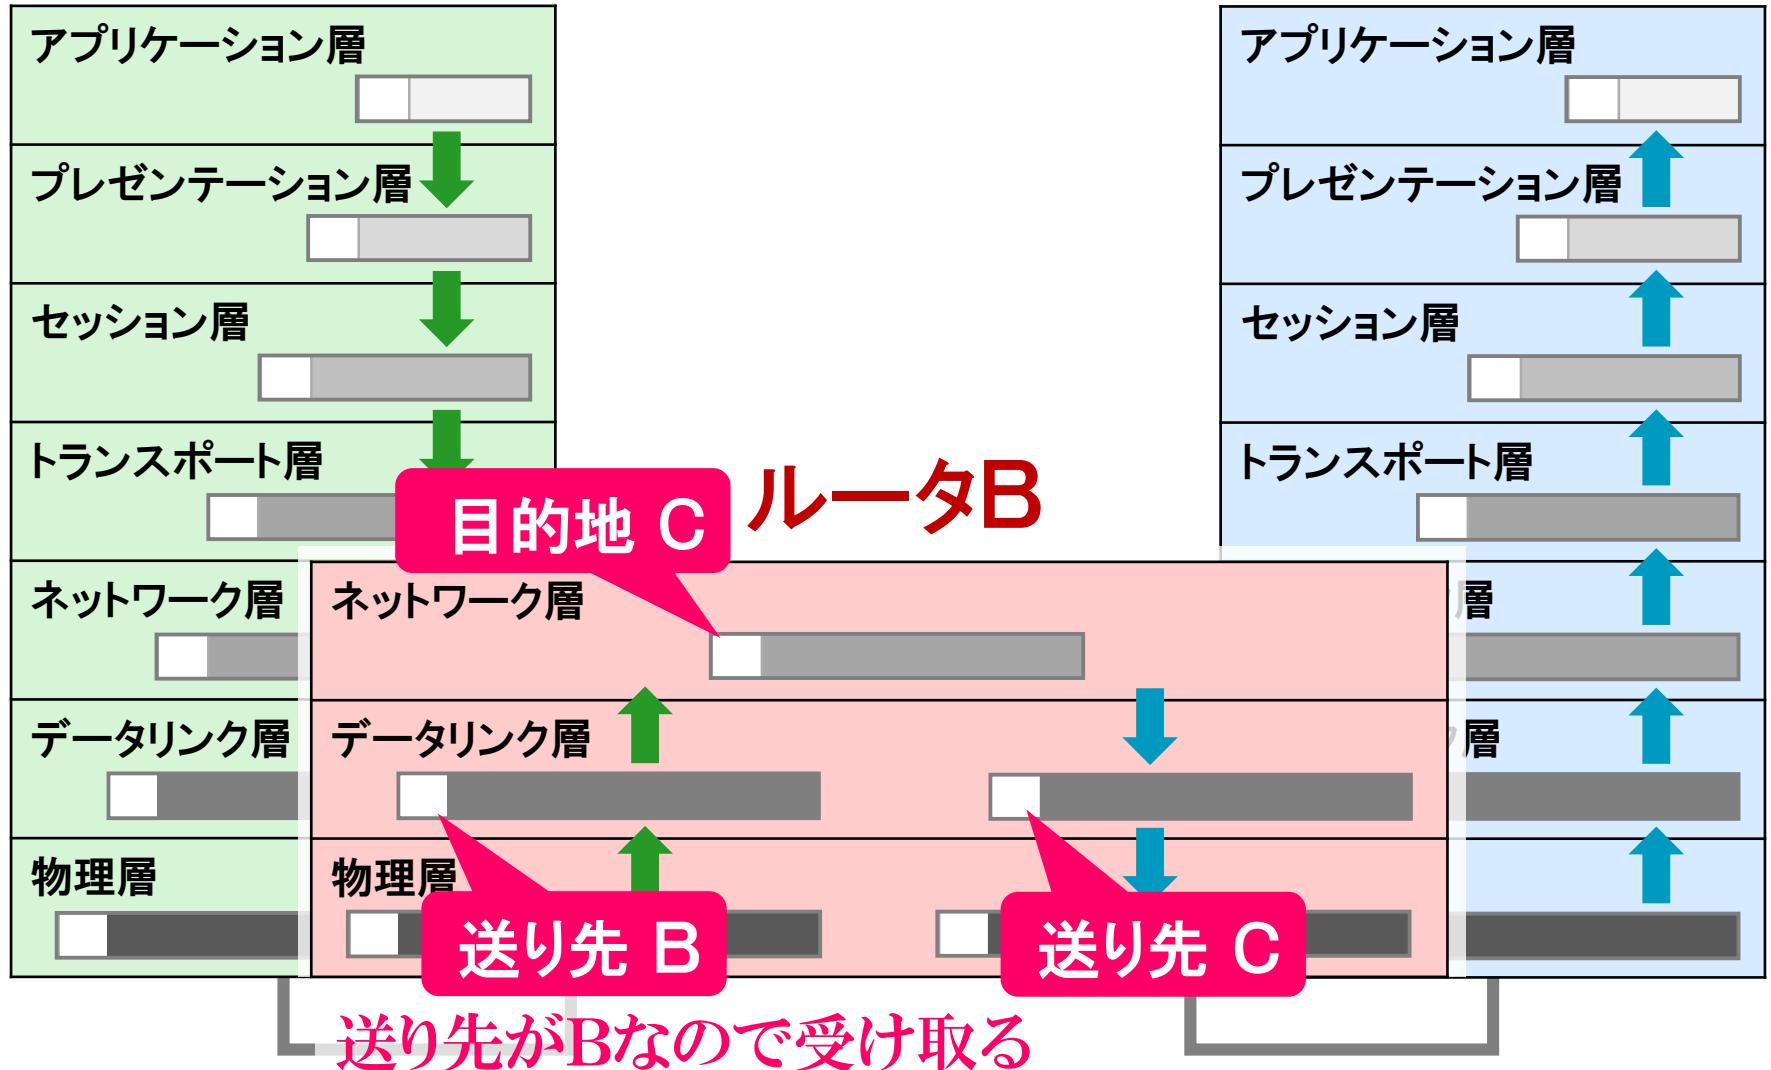 アプリケーション層
プレゼンテーション層
セッション層
トランスポート層
ネットワーク層
データリンク層
物理層
ルータB
目的地 C
ネットワーク層
データリンク層
物理層
送り先 B
送り先 C
送り先がBなので受け取る
アプリケーション層
プレゼンテーション層
セッション層
トランスポート層
層
層